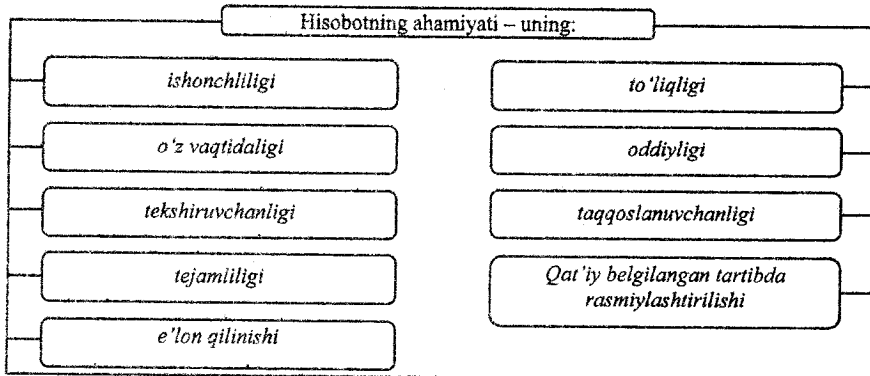 Hisobotning ahamiyati – uning:
ishonchliligi
o‘z vaqtidaligi
tekshiruvchanligi
tejamliligi
e’lon qilinishi
to‘liqligi
oddiyligi
taqqoslanuvchanligi
Qat’iy belgilangan tartibda
rasmiylashtirilishi